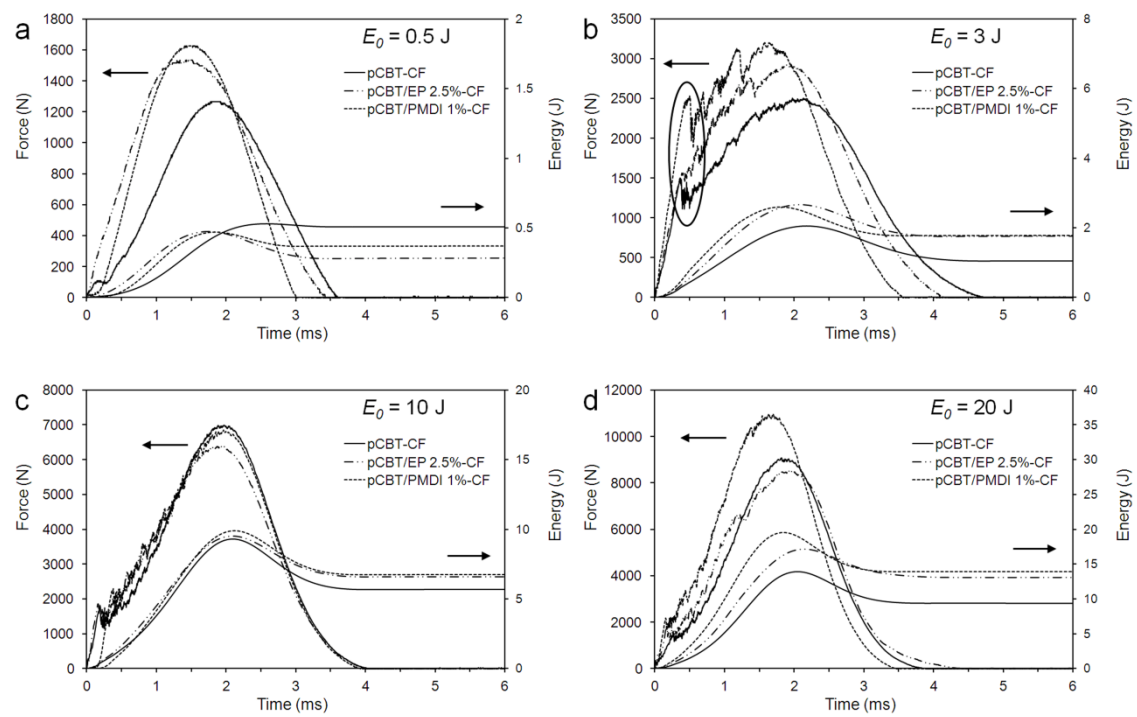 a
E0 = 0.5 J
pCBT-CF
pCBT/EP 2.5%-CF
pCBT/PMDI 1%-CF
Force (N)
1800
1600
1400
1200
1000
800
600
400
200
0
Energy (J)
2
1.5
1
0.5
0
0 1 2 3 4 5 6
Time (ms)
b
E0 = 3 J
pCBT-CF
pCBT/EP 2.5%-CF
pCBT/PMDI 1%-CF
Force (N)
3500
3000
2500
2000
1500
1000
500
0
Energy (J)
8
6
4
2
0
0 1 2 3 4 5 6
Time (ms)
c
E0 = 10 J
pCBT-CF
pCBT/EP 2.5%-CF
pCBT/PMDI 1%-CF
Force (N)
8000
7000
6000
5000
4000
3000
2000
1000
0
Energy (J)
20
15
10
5
0
0 1 2 3 4 5 6
Time (ms)
d
E0 = 20 J
pCBT-CF
pCBT/EP 2.5%-CF
pCBT/PMDI 1%-CF
Force (N)
12000
10000
8000
6000
4000
2000
0
Energy (J)
40
35
30
25
20
15
10
5
0
0 1 2 3 4 5 6
Time (ms)